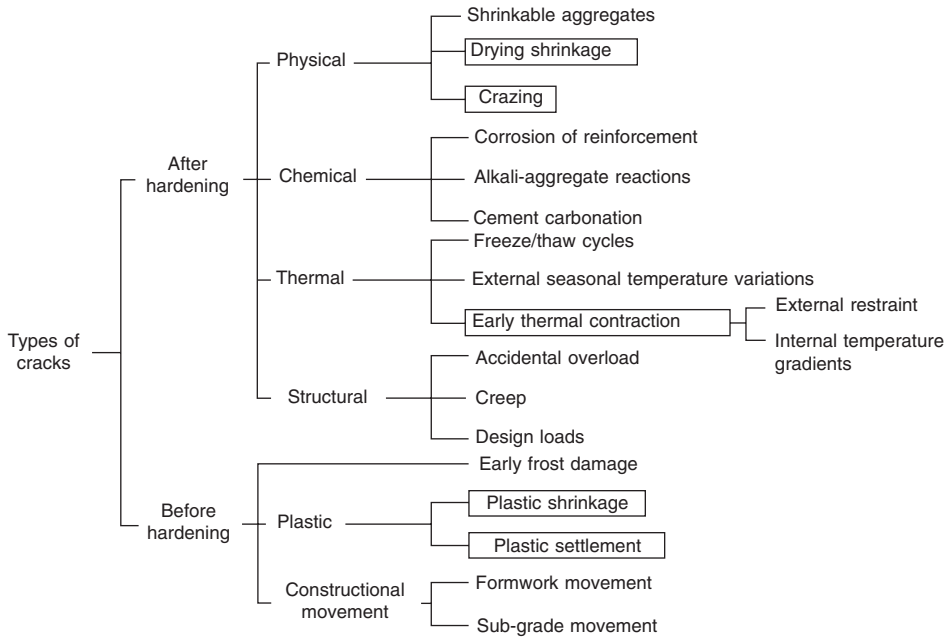 Types of
cracks
After
hardening
Physical
Shrinkable aggregates
Drying shrinkage
Crazing
Chemical
Corrosion of reinforcement
Alkali-aggregate reactions
Cement carbonation
Thermal
Freeze/thaw cycles
External seasonal temperature variations
Early thermal contraction
External restraint
Internal temperature
gradients
Structural
Accidental overload
Creep
Design loads
Before
hardening
Early frost damage
Plastic
Plastic shrinkage
Plastic settlement
Constructional
movement
Formwork movement
Sub-grade movement